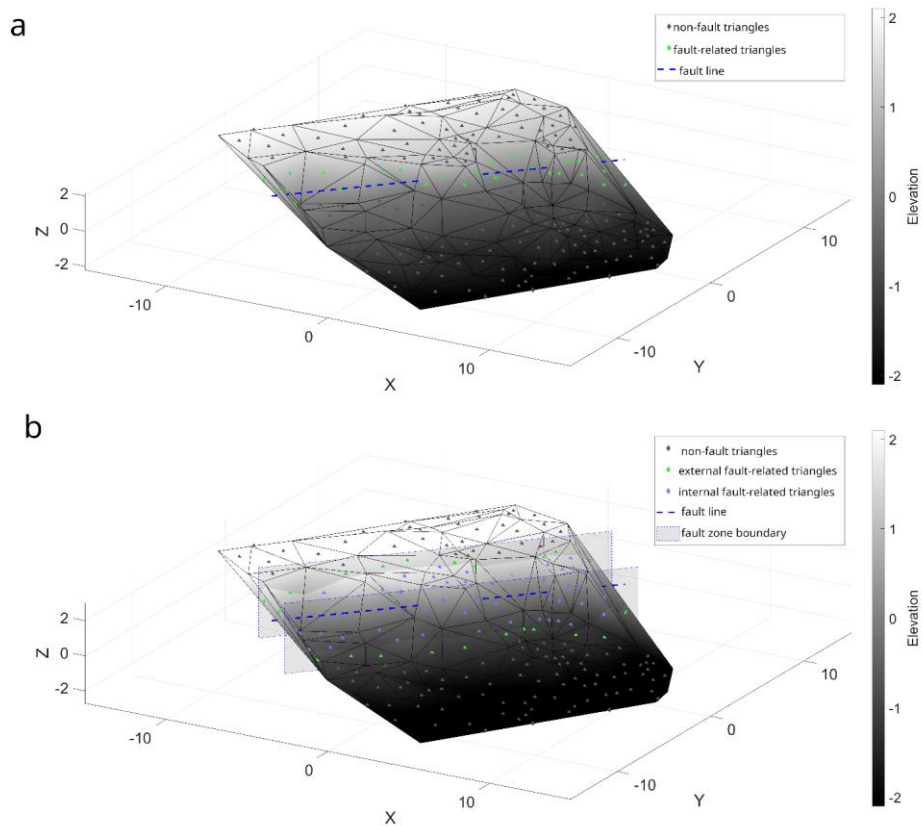 a
non-fault triangles
fault-related triangles
fault line
2
0
-2
Z
-10
0
10
X
-10
0
10
Y
2
1
0
-1
-2
Elevation
b
non-fault triangles
external fault-related triangles
internal fault-related triangles
fault line
fault zone boundary
2
0
-2
Z
-10
0
10
X
-10
0
10
Y
2
1
0
-1
-2
Elevation